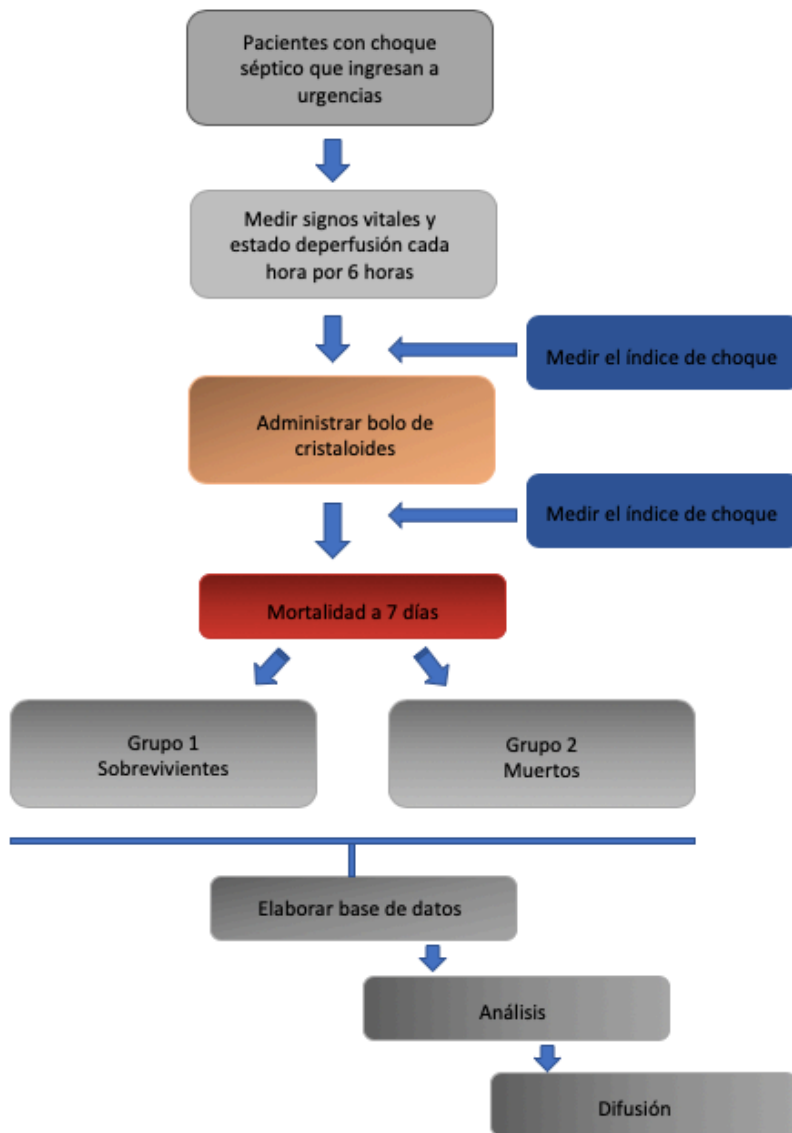 Pacientes con choque
séptico que ingresan a
urgencias
Medir signos vitales y
estado deperfusión cada
hora por 6 horas
Medir el índice de choque
Administrar bolo de
cristaloides
Medir el índice de choque
Mortalidad a 7 días
Grupo 1
Sobrevivientes
Grupo 2
Muertos
Elaborar base de datos
Análisis
Difusión